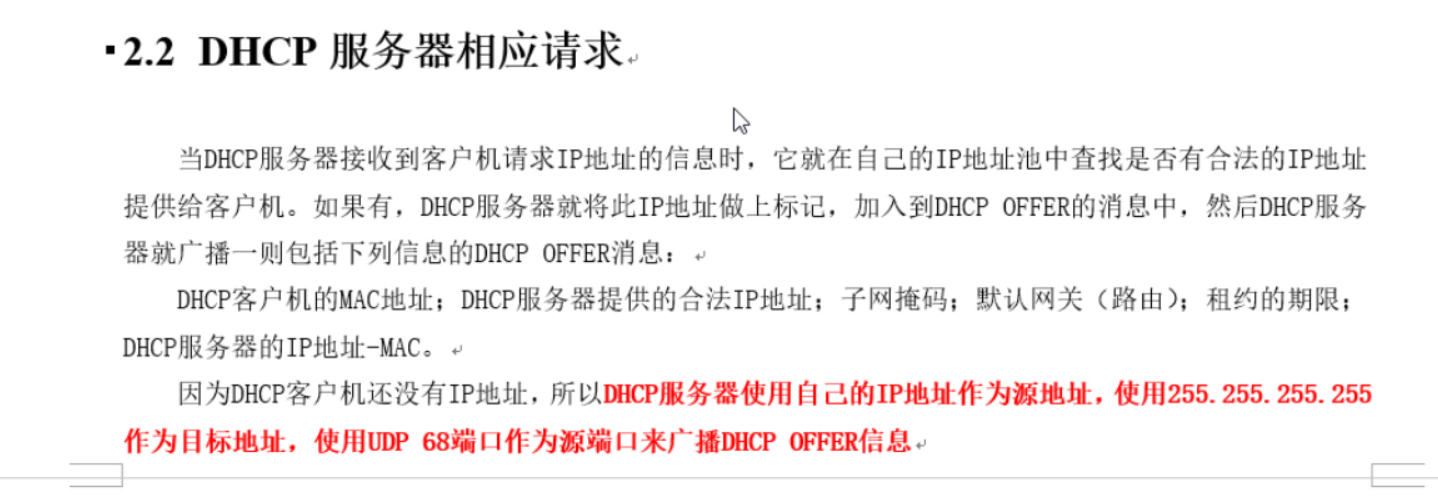 2.2 DHCP 服务器相应请求
当DHCP服务器接收到客户机请求IP地址的信息时，它就在自己的IP地址池中查找是否有合法的IP地址
提供给客户机。如果有，DHCP服务器就将此IP地址做上标记，加入到DHCP OFFER的消息中，然后DHCP服务
器就广播一则包括下列信息的DHCP OFFER消息：
DHCP客户机的MAC地址；DHCP服务器提供的合法IP地址；子网掩码；默认网关（路由）；租约的期限；
DHCP服务器的IP地址-MAC。
因为DHCP客户机还没有IP地址，所以DHCP服务器使用自己的IP地址作为源地址，使用255.255.255.255
作为目标地址，使用UDP 68端口作为源端口来广播DHCP OFFER信息